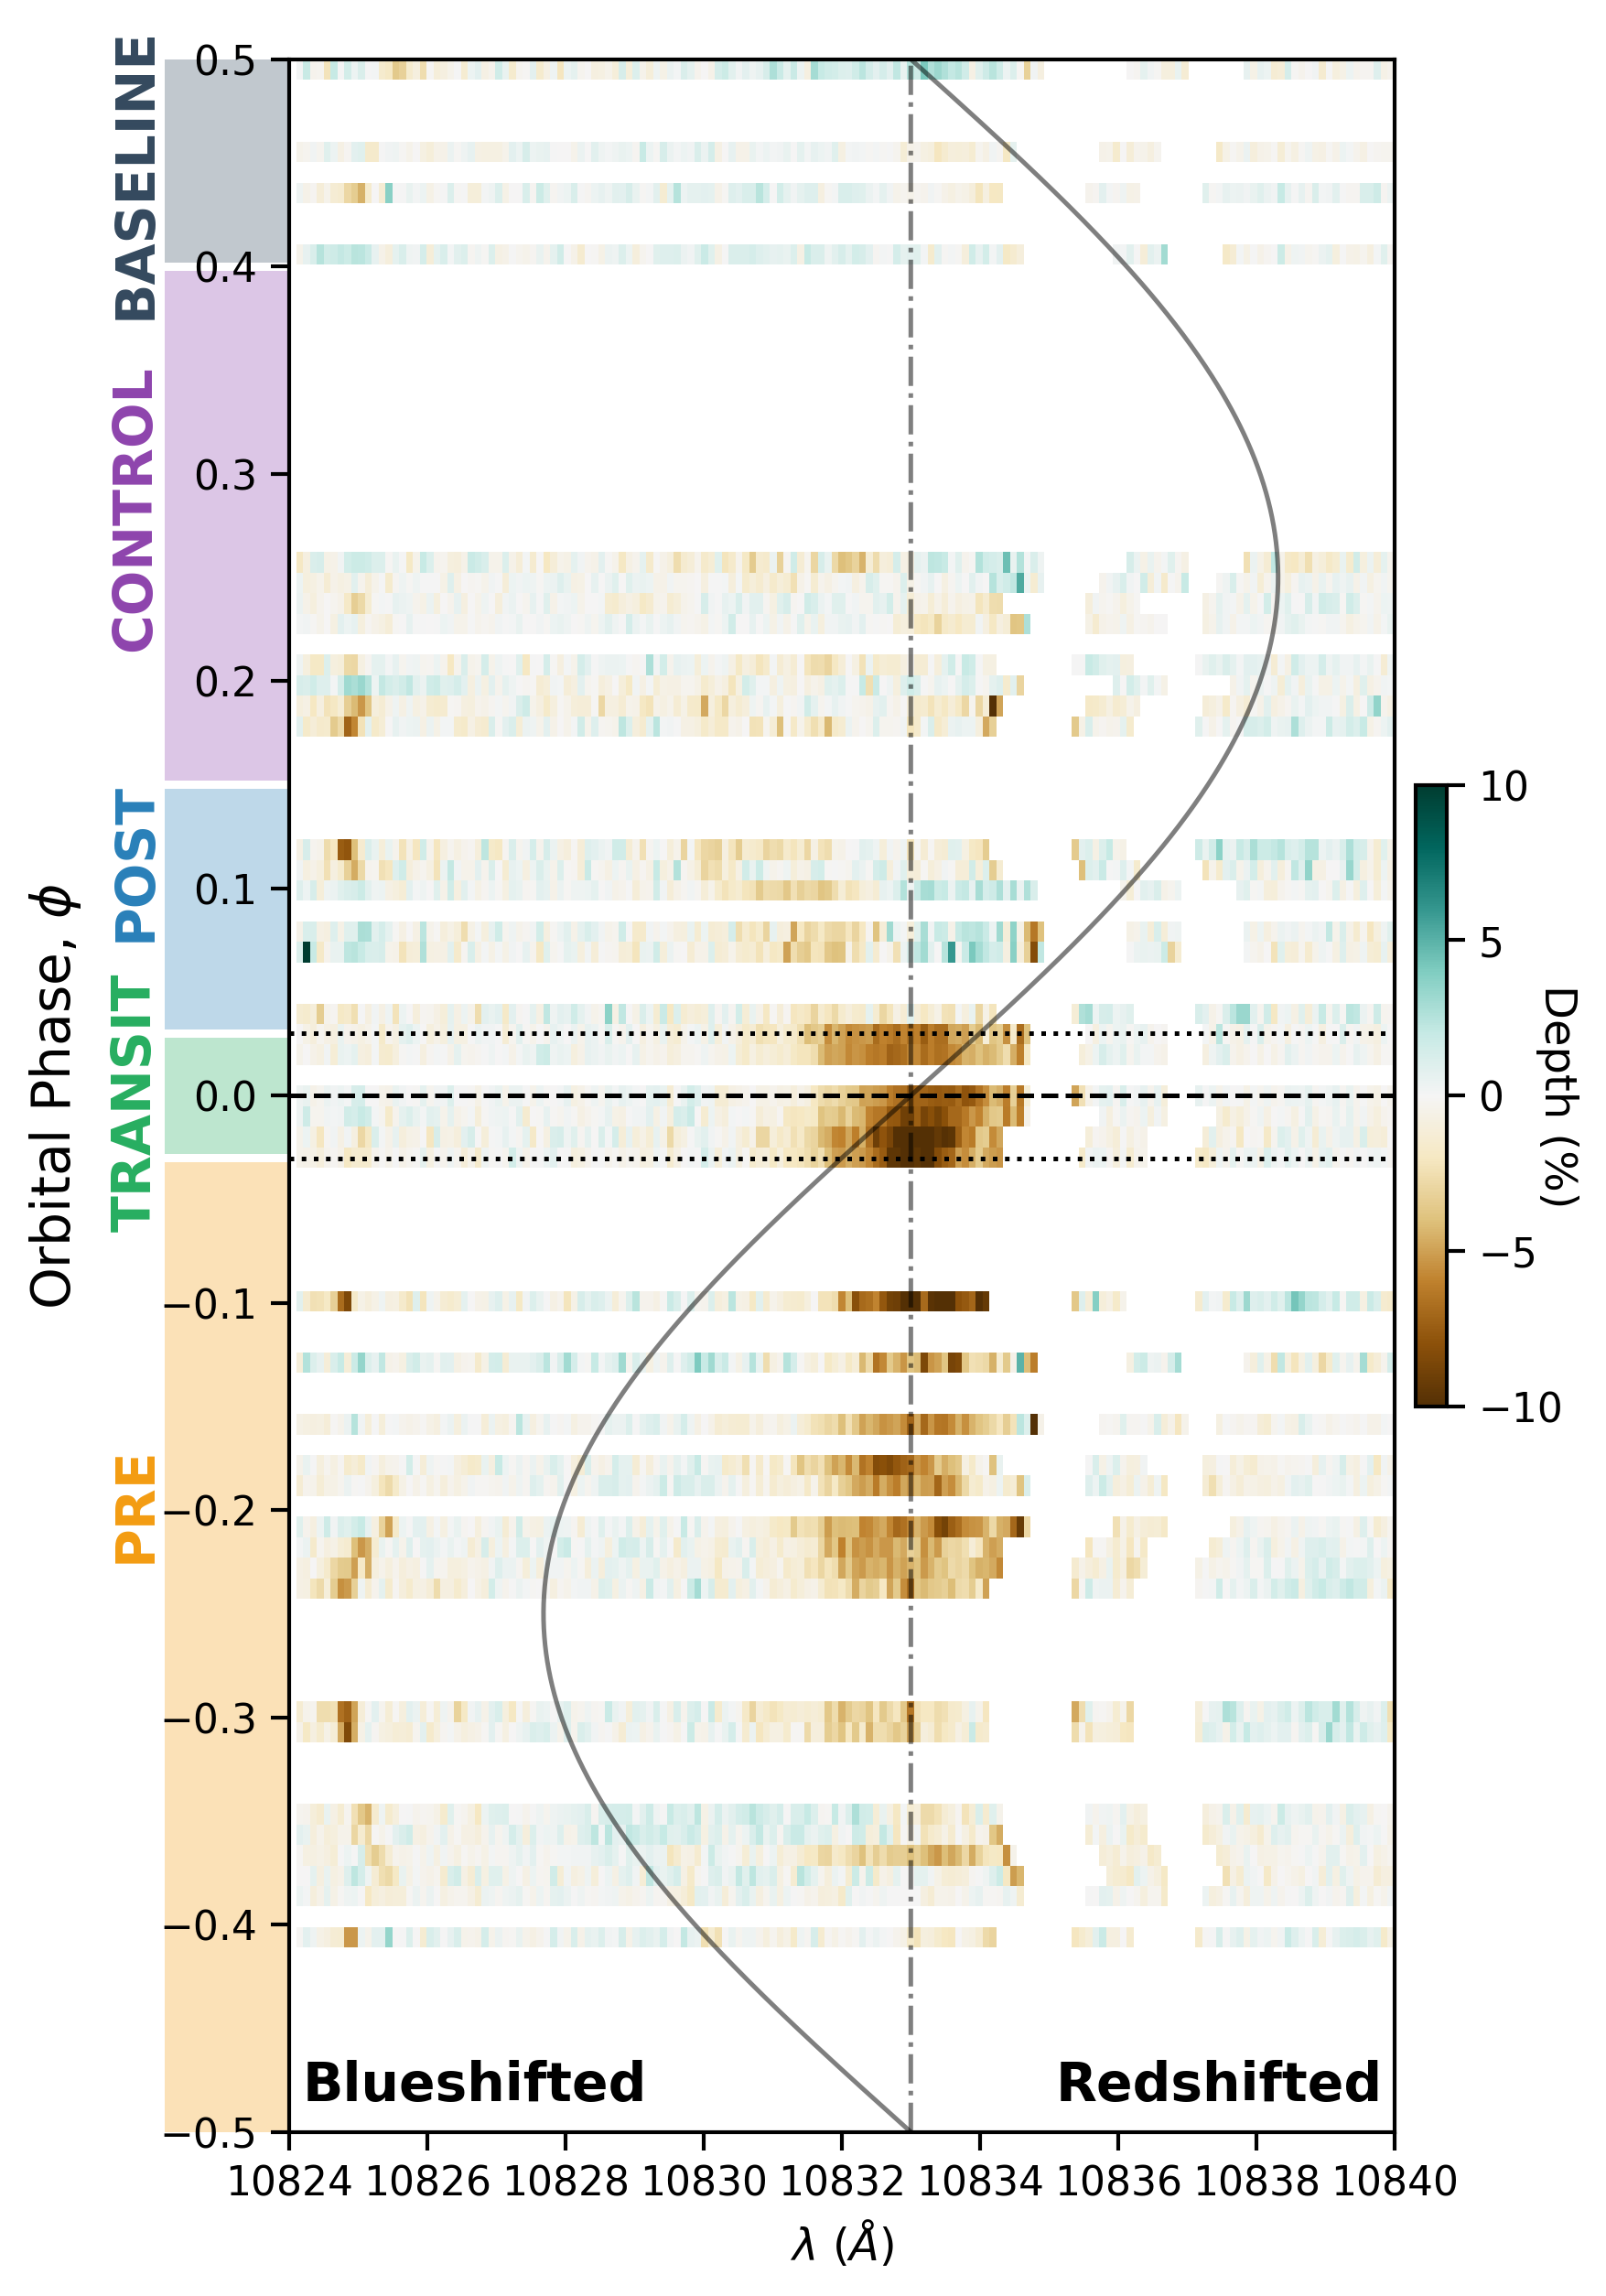 Orbital Phase, ϕ
BASELINE
CONTROL
POST
TRANSIT
PRE
0.5
0.4
0.3
0.2
0.1
0.0
−0.1
−0.2
−0.3
−0.4
−0.5
Blueshifted
Redshifted
10824 10826 10828 10830 10832 10834 10836 10838 10840
λ (Å)
10
5
0
−5
−10
Depth (%)